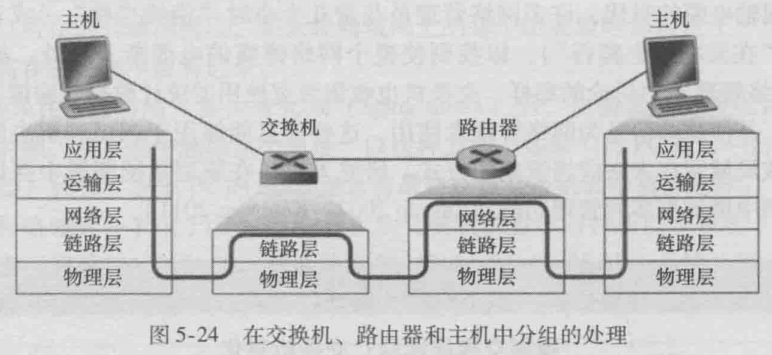 主机
主机
交换机
路由器
应用层
运输层
网络层
链路层
物理层
链路层
物理层
网络层
链路层
物理层
应用层
运输层
网络层
链路层
物理层
图 5-24 在交换机、路由器和主机中分组的处理